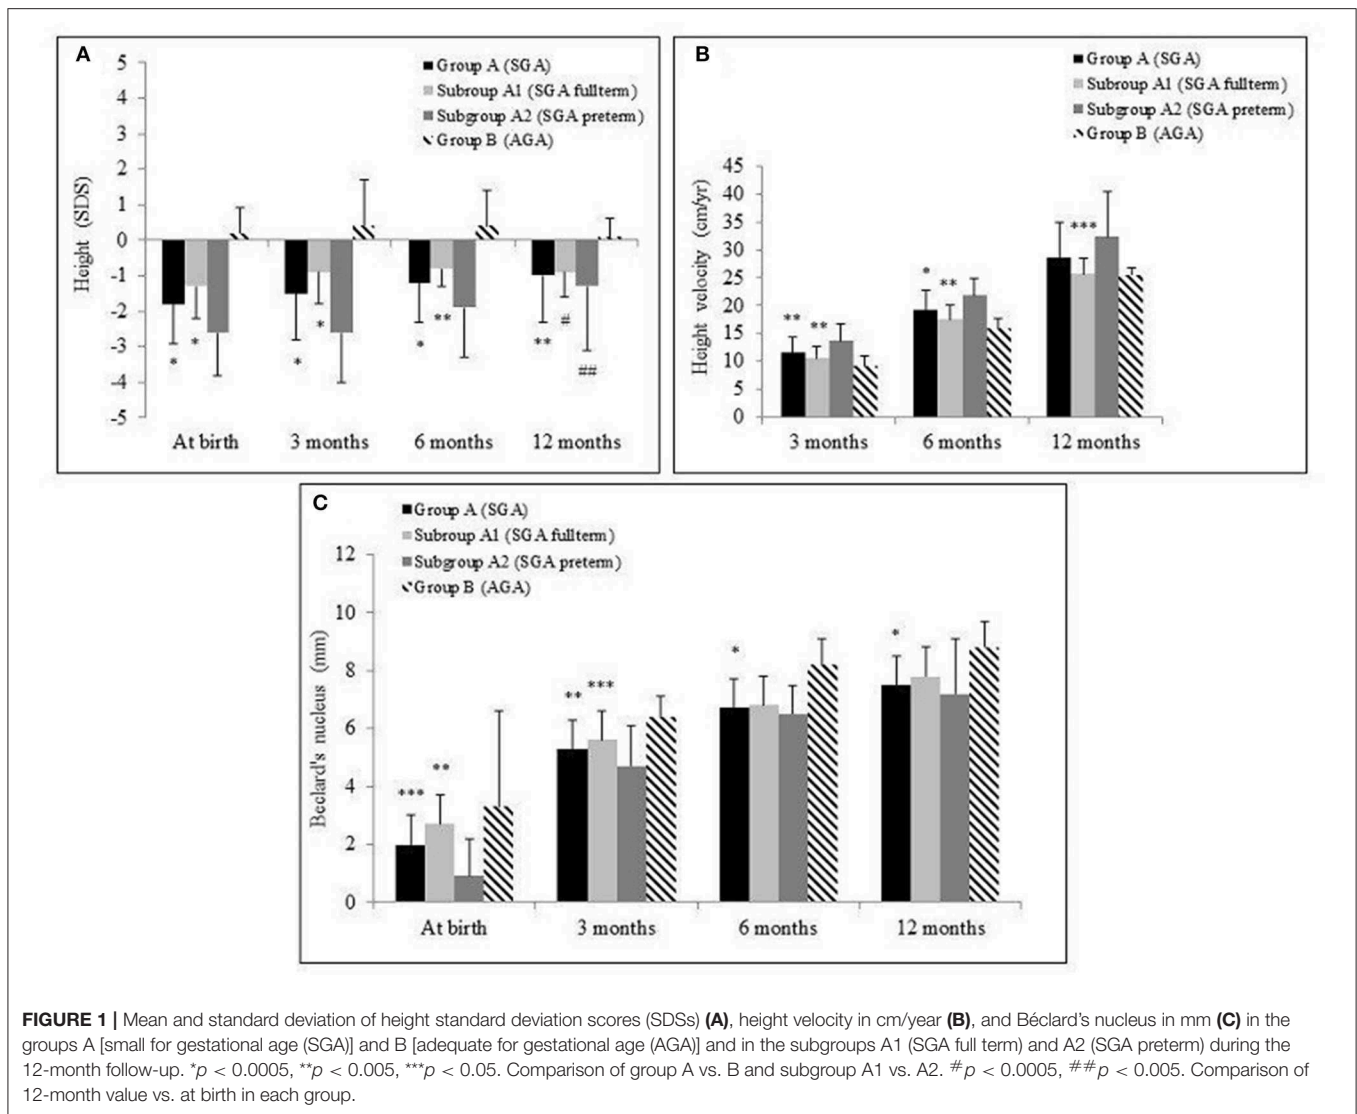 A
Group A (SGA)
Subroup A1 (SGA fullterm)
Subgroup A2 (SGA preterm)
Group B (AGA)
Height (SDS)
5
4
3
2
1
0
-1
-2
-3
-4
-5
* *
* *
* **
** # ##
At birth 3 months 6 months 12 months
B
Group A (SGA)
Subroup A1 (SGA fullterm)
Subgroup A2 (SGA preterm)
Group B (AGA)
Height velocity (cm/yr)
45
40
35
30
25
20
15
10
5
0
** **
* **
***
3 months 6 months 12 months
C
Group A (SGA)
Subroup A1 (SGA fullterm)
Subgroup A2 (SGA preterm)
Group B (AGA)
Beclard's nucleus (mm)
12
10
8
6
4
2
0
*** **
** ***
*
*
At birth 3 months 6 months 12 months
FIGURE 1 | Mean and standard deviation of height standard deviation scores (SDSs) (A), height velocity in cm/year (B), and Béclard's nucleus in mm (C) in the
groups A [small for gestational age (SGA)] and B [adequate for gestational age (AGA)] and in the subgroups A1 (SGA full term) and A2 (SGA preterm) during the
12-month follow-up. *p < 0.0005, **p < 0.005, ***p < 0.05. Comparison of group A vs. B and subgroup A1 vs. A2. #p < 0.0005, ##p < 0.005. Comparison of
12-month value vs. at birth in each group.